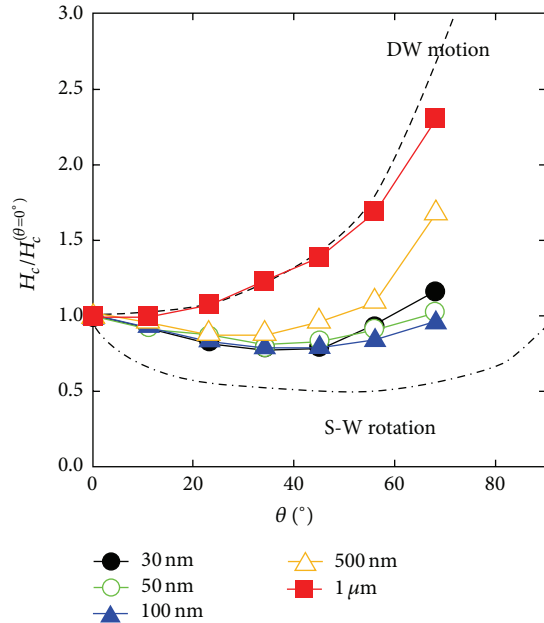 3.0
DW motion
2.5
2.0
H_c/H_c^(θ=0°)
1.5
1.0
0.5
S-W rotation
0.0
0 20 40 60 80
θ (°)
30 nm 500 nm
50 nm 1 μm
100 nm